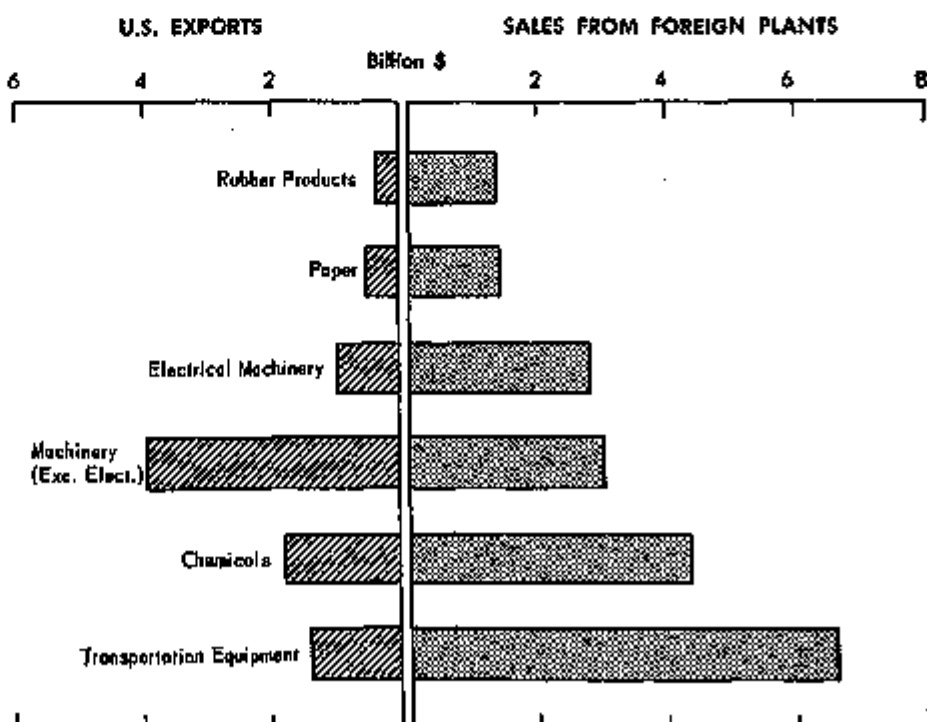 U.S. EXPORTS
SALES FROM FOREIGN PLANTS
Billion $
6 4 2 2 4 6 8
Rubber Products
Paper
Electrical Machinery
Machinery
(Exc. Elect.)
Chemicals
Transportation Equipment